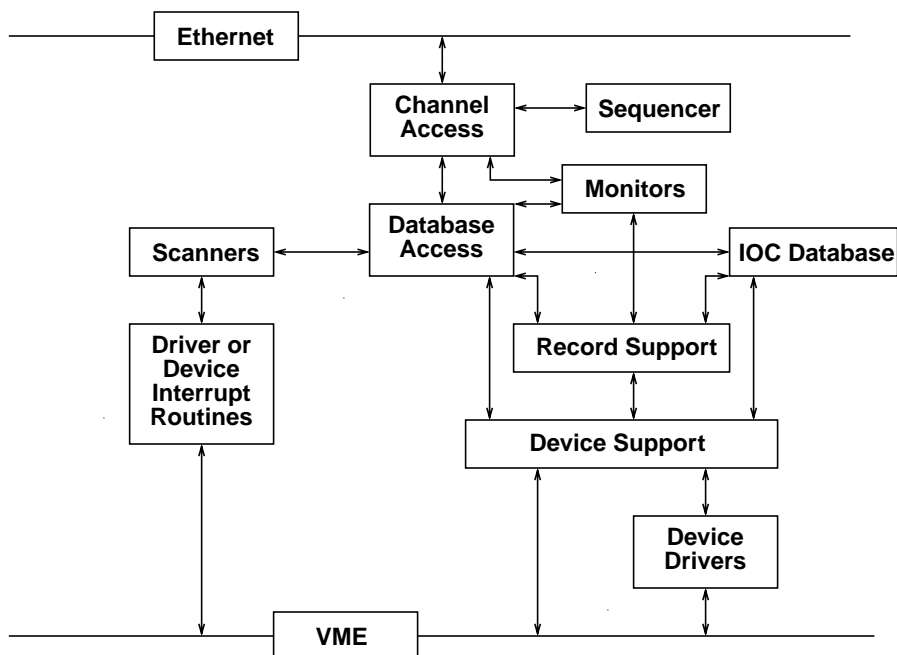 Ethernet
Channel
Access
Sequencer
Monitors
Database
Access
Scanners
IOC Database
Driver or
Device
Interrupt
Routines
Record Support
Device Support
Device
Drivers
VME